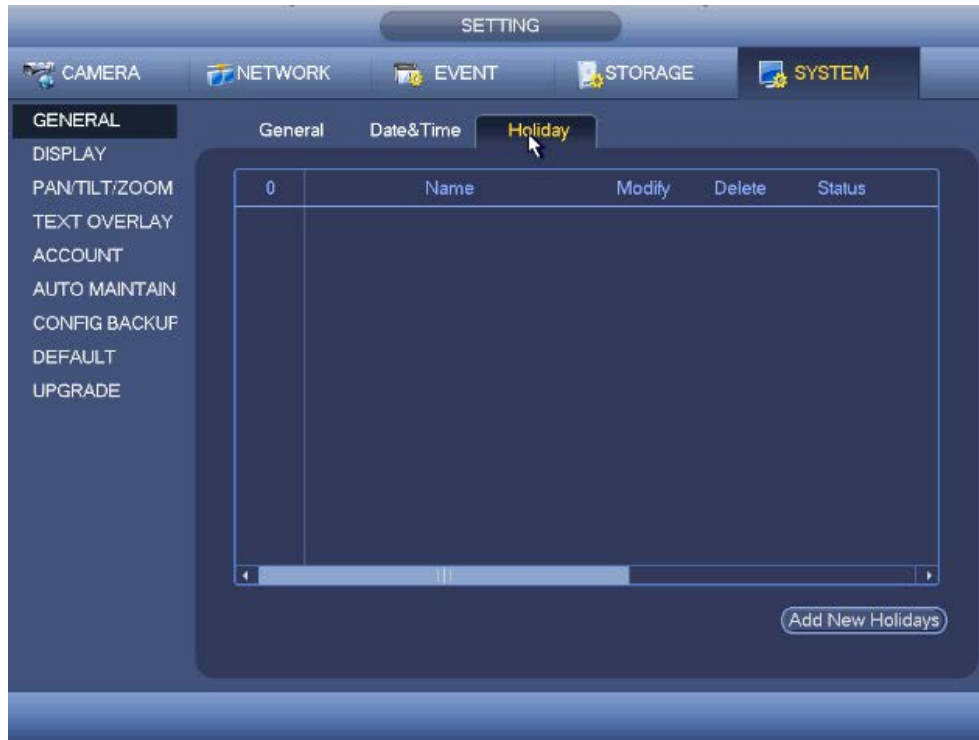 SETTING
CAMERA NETWORK EVENT STORAGE SYSTEM
GENERAL
DISPLAY
PAN/TILT/ZOOM
TEXT OVERLAY
ACCOUNT
AUTO MAINTAIN
CONFIG BACKUP
DEFAULT
UPGRADE
General Date&Time Holiday
0 Name Modify Delete Status
Add New Holidays